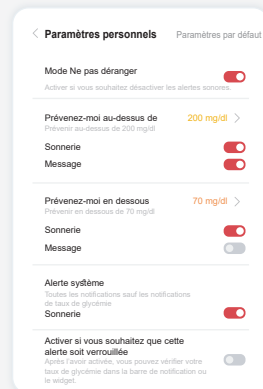 Paramètres personnels Paramètres par défaut
Mode Ne pas déranger
Activer si vous souhaitez désactiver les alertes sonores.
Prévenez-moi au-dessus de 200 mg/dl
Prévenir au-dessus de 200 mg/dl
Sonnerie
Message
Prévenez-moi en dessous 70 mg/dl
Prévenir en dessous de 70 mg/dl
Sonnerie
Message
Alerte système
Toutes les notifications sauf les notifications
de taux de glycémie
Sonnerie
Activer si vous souhaitez que cette
alerte soit verrouillée
Après l'avoir activée, vous pouvez vérifier votre
taux de glycémie dans la barre de notification ou
le widget.